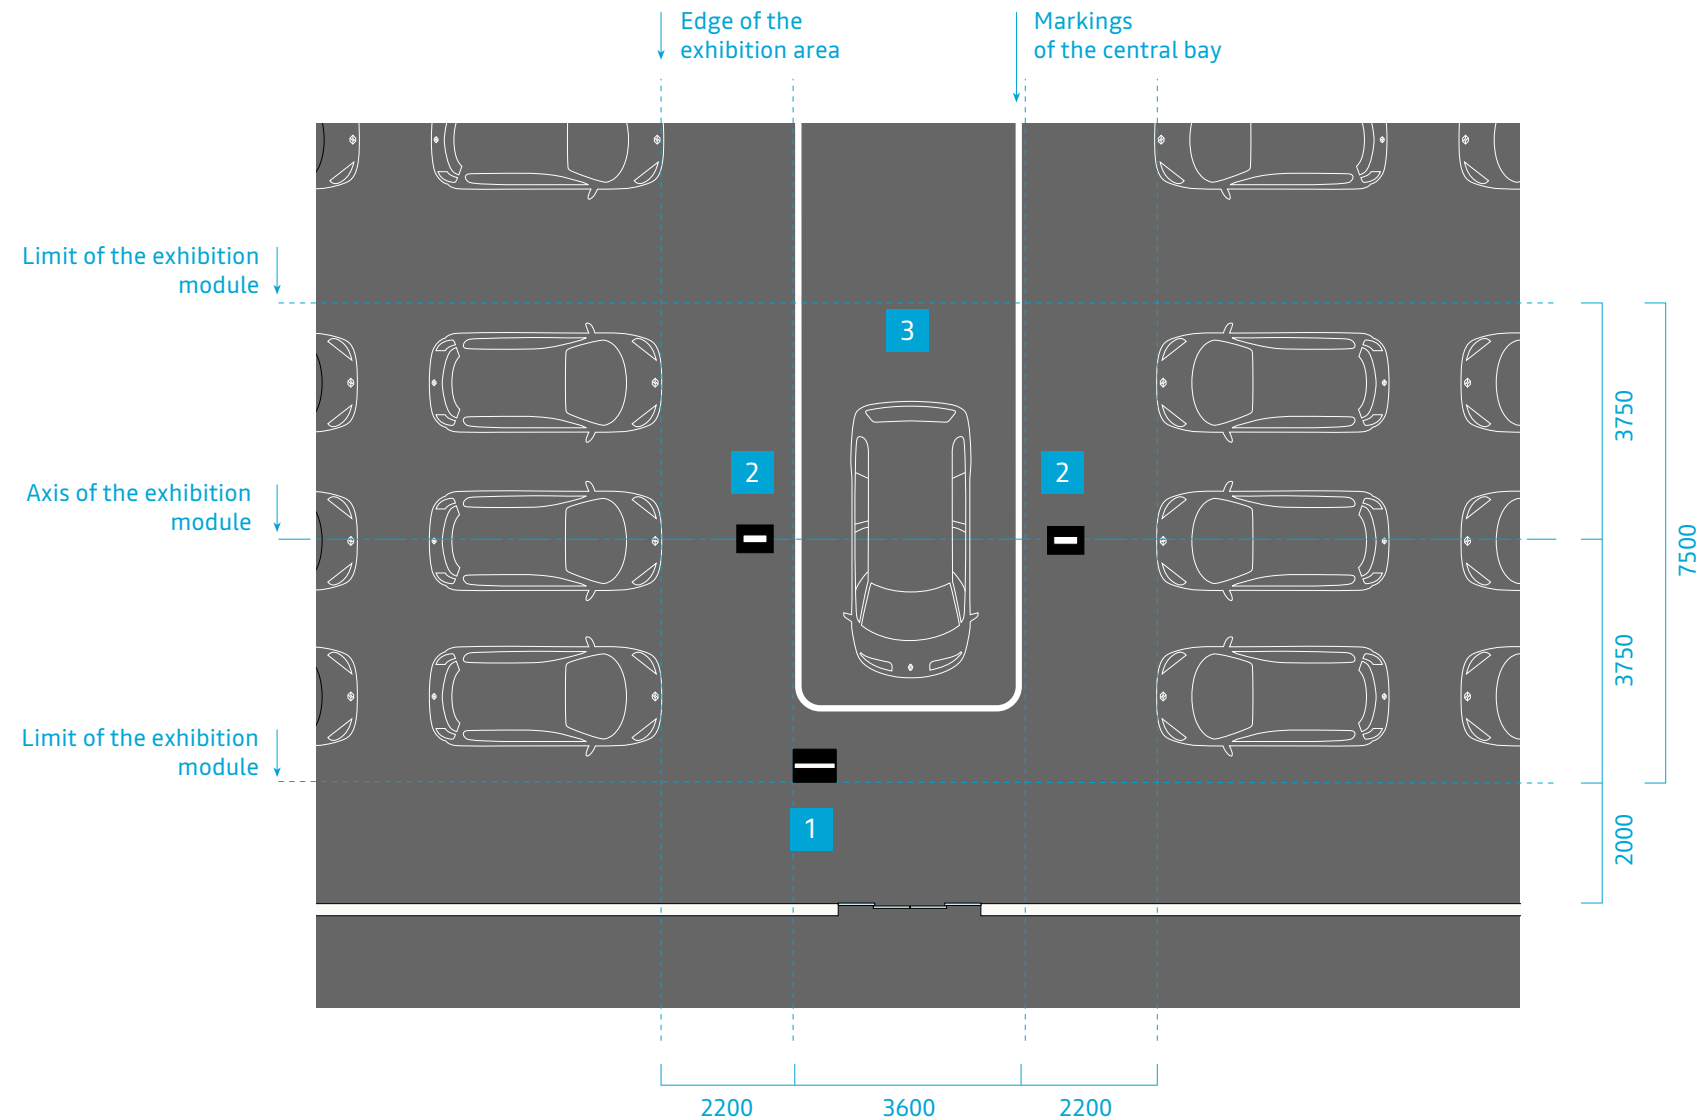 Edge of the
exhibition area
Markings
of the central bay
Limit of the exhibition
module
3
3750
2
2
Axis of the exhibition
module
7500
3750
Limit of the exhibition
module
1
2000
2200
3600
2200